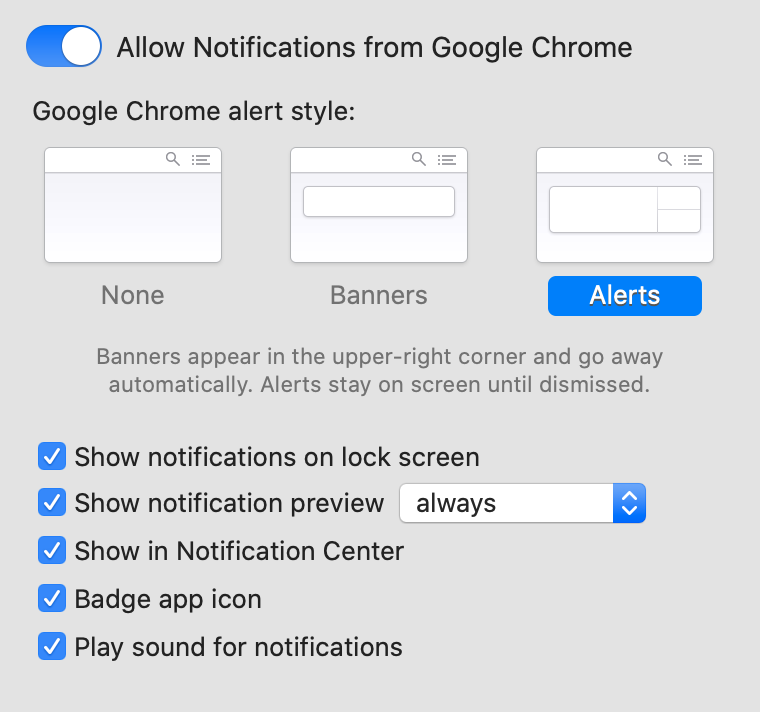 Allow Notifications from Google Chrome
Google Chrome alert style:
None
Banners
Alerts
Banners appear in the upper-right corner and go away
automatically. Alerts stay on screen until dismissed.
Show notifications on lock screen
Show notification preview always
Show in Notification Center
Badge app icon
Play sound for notifications